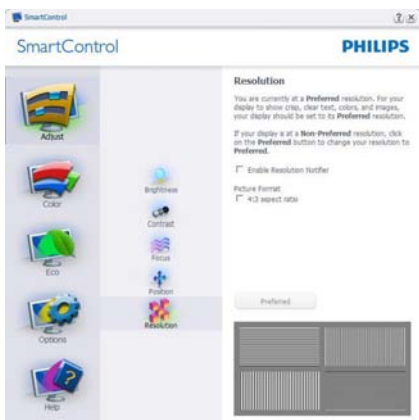 SmartControl
SmartControl
PHILIPS
Adjust
Color
Eco
Options
Help
Brightness
Contrast
Focus
Position
Resolution
Resolution
You are currently at a Preferred resolution. For your
display to show crisp, clear text, colors, and images,
your display should be set to its Preferred resolution.
If your display is at a Non-Preferred resolution, click
on the Preferred button to change your resolution to
Preferred.
Enable Resolution Notifier
Picture Format
4:3 aspect ratio
Preferred